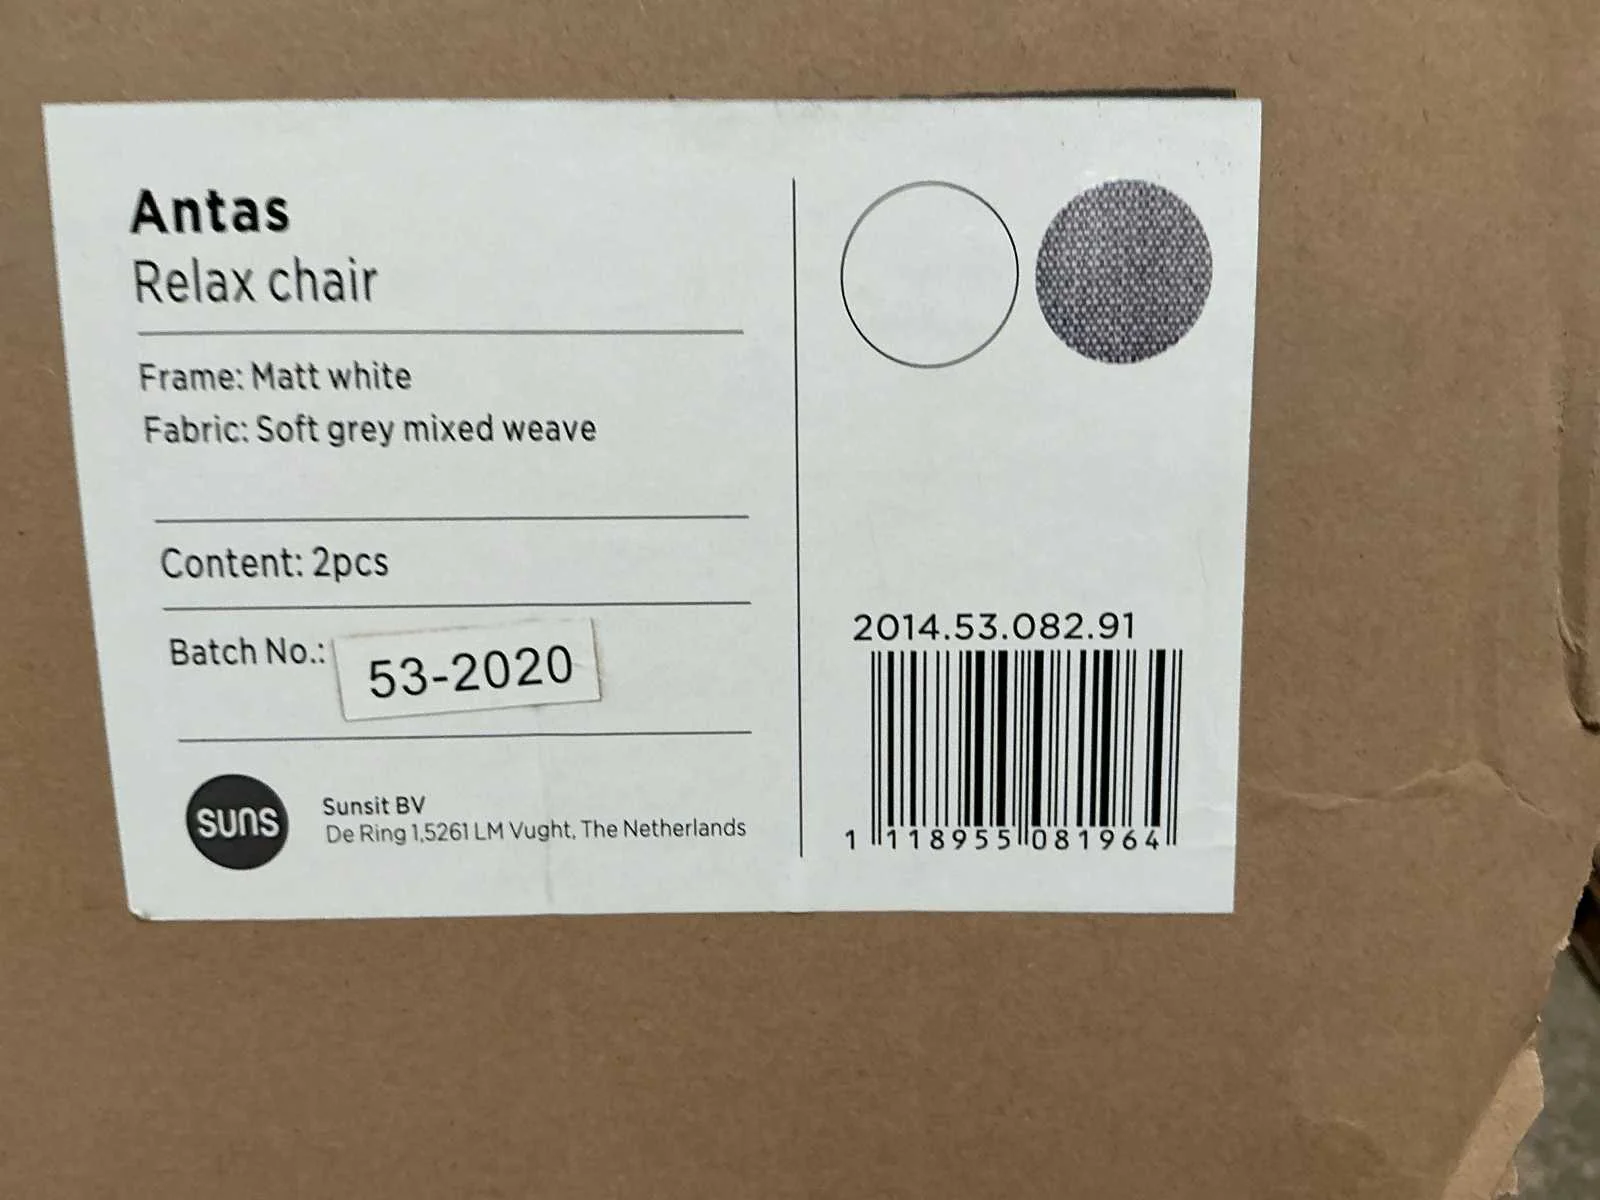 Antas
Relax chair
Frame: Matt white
Fabric: Soft grey mixed weave
Content: 2pcs
Batch No.: 53-2020
suns
Sunsit BV
De Ring 1,5261 LM Vught, The Netherlands
2014.53.082.91
1 118955 081964